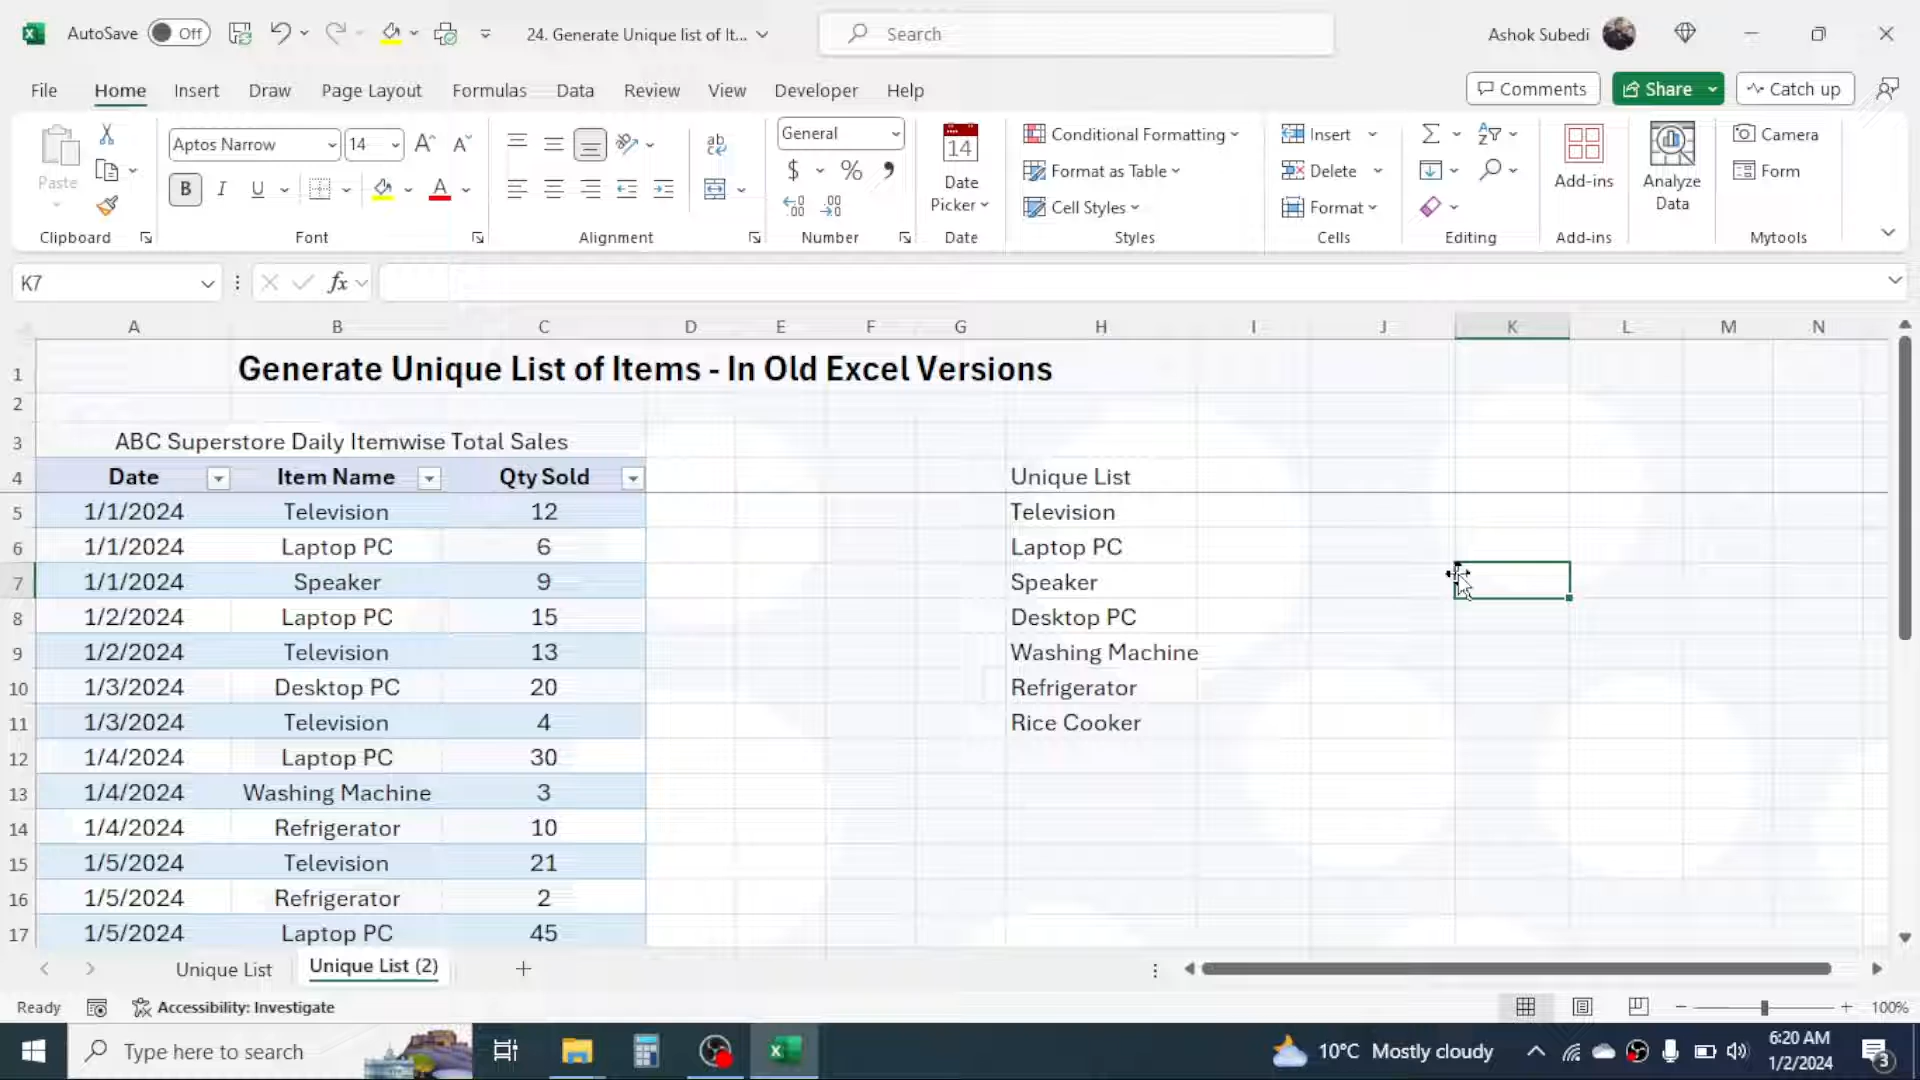 AutoSave Off 24. Generate Unique list of It... Search Ashok Subedi
File Home Insert Draw Page Layout Formulas Data Review View Developer Help Comments Share Catch up
Paste
Clipboard
Aptos Narrow 14
B I U A
Font
ab
Alignment
General
$ % 9
Number
14
Date
Picker
Date
Conditional Formatting
Format as Table
Cell Styles
Styles
Insert
Delete
Format
Cells
Editing
Add-ins
Add-ins
Analyze
Data
Camera
Form
Mytools
K7 fx
A B C D E F G H I J K L M N
1 Generate Unique List of Items - In Old Excel Versions
2
3 ABC Superstore Daily Itemwise Total Sales
4 Date Item Name Qty Sold Unique List
5 1/1/2024 Television 12 Television
6 1/1/2024 Laptop PC 6 Laptop PC
7 1/1/2024 Speaker 9 Speaker
8 1/2/2024 Laptop PC 15 Desktop PC
9 1/2/2024 Television 13 Washing Machine
10 1/3/2024 Desktop PC 20 Refrigerator
11 1/3/2024 Television 4 Rice Cooker
12 1/4/2024 Laptop PC 30
13 1/4/2024 Washing Machine 3
14 1/4/2024 Refrigerator 10
15 1/5/2024 Television 21
16 1/5/2024 Refrigerator 2
17 1/5/2024 Laptop PC 45
Unique List Unique List (2)
Ready Accessibility: Investigate 100%
Type here to search 10°C Mostly cloudy 6:20 AM
1/2/2024 3